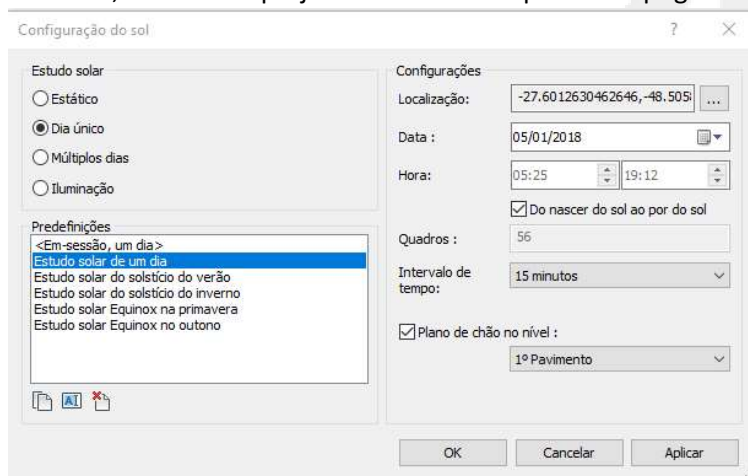 Configuração do sol
?
Estudo solar
Estático
Dia único
Múltiplos dias
Iluminação
Predefinições
<Em-sessão, um dia>
Estudo solar de um dia
Estudo solar do solstício do verão
Estudo solar do solstício do inverno
Estudo solar Equinox na primavera
Estudo solar Equinox no outono
AI
Configurações
Localização: -27.6012630462646,-48.505 ...
Data : 05/01/2018
Hora: 05:25 19:12
Do nascer do sol ao por do sol
Quadros : 56
Intervalo de
tempo: 15 minutos
Plano de chão no nível :
1º Pavimento
OK Cancelar Aplicar